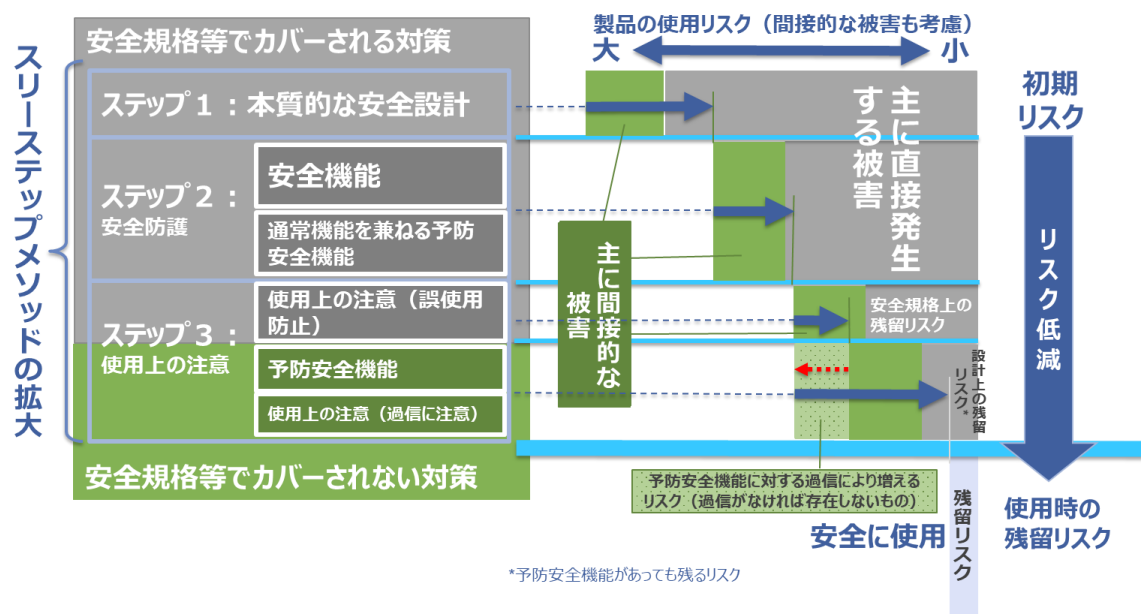 スリーステップメソッドの拡大
安全規格等でカバーされる対策
ステップ1：本質的な安全設計
ステップ2：
安全防護
安全機能
通常機能を兼ねる予防
安全機能
ステップ3：
使用上の注意
使用上の注意（誤使用
防止）
予防安全機能
使用上の注意（過信に注意）
安全規格等でカバーされない対策
製品の使用リスク（間接的な被害も考慮）
大
小
主に直接発生
する被害
主に間接的な
被害
安全規格上の
残留リスク
設計上の残留
リスク*
予防安全機能に対する過信により増える
リスク（過信がなければ存在しないもの）
安全に使用
残留リスク
初期
リスク
リスク低減
使用時の
残留リスク
*予防安全機能があっても残るリスク